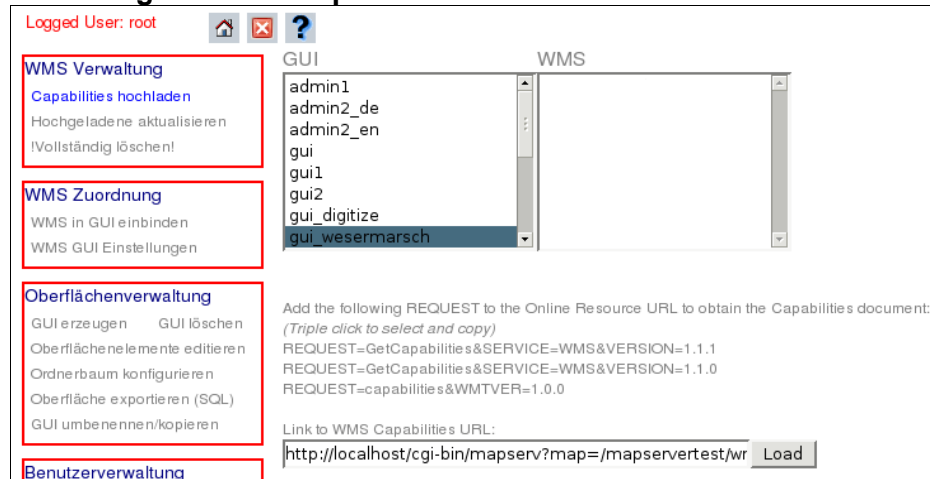 Logged User: root
WMS Verwaltung
Capabilities hochladen
Hochgeladene aktualisieren
!Vollständig löschen!
WMS Zuordnung
WMS in GUI einbinden
WMS GUI Einstellungen
Oberflächenverwaltung
GUI erzeugen GUI löschen
Oberflächenelemente editieren
Ordnerbaum konfigurieren
Oberfläche exportieren (SQL)
GUI umbenennen/kopieren
Benutzerverwaltung
GUI WMS
admin1
admin2_de
admin2_en
gui
gui1
gui2
gui_digitize
gui_wesermarsch
Add the following REQUEST to the Online Resource URL to obtain the Capabilities document:
(Triple click to select and copy)
REQUEST=GetCapabilities&SERVICE=WMS&VERSION=1.1.1
REQUEST=GetCapabilities&SERVICE=WMS&VERSION=1.1.0
REQUEST=capabilities&WMTVER=1.0.0
Link to WMS Capabilities URL:
http://localhost/cgi-bin/mapserv?map=/mapservertest/wr Load